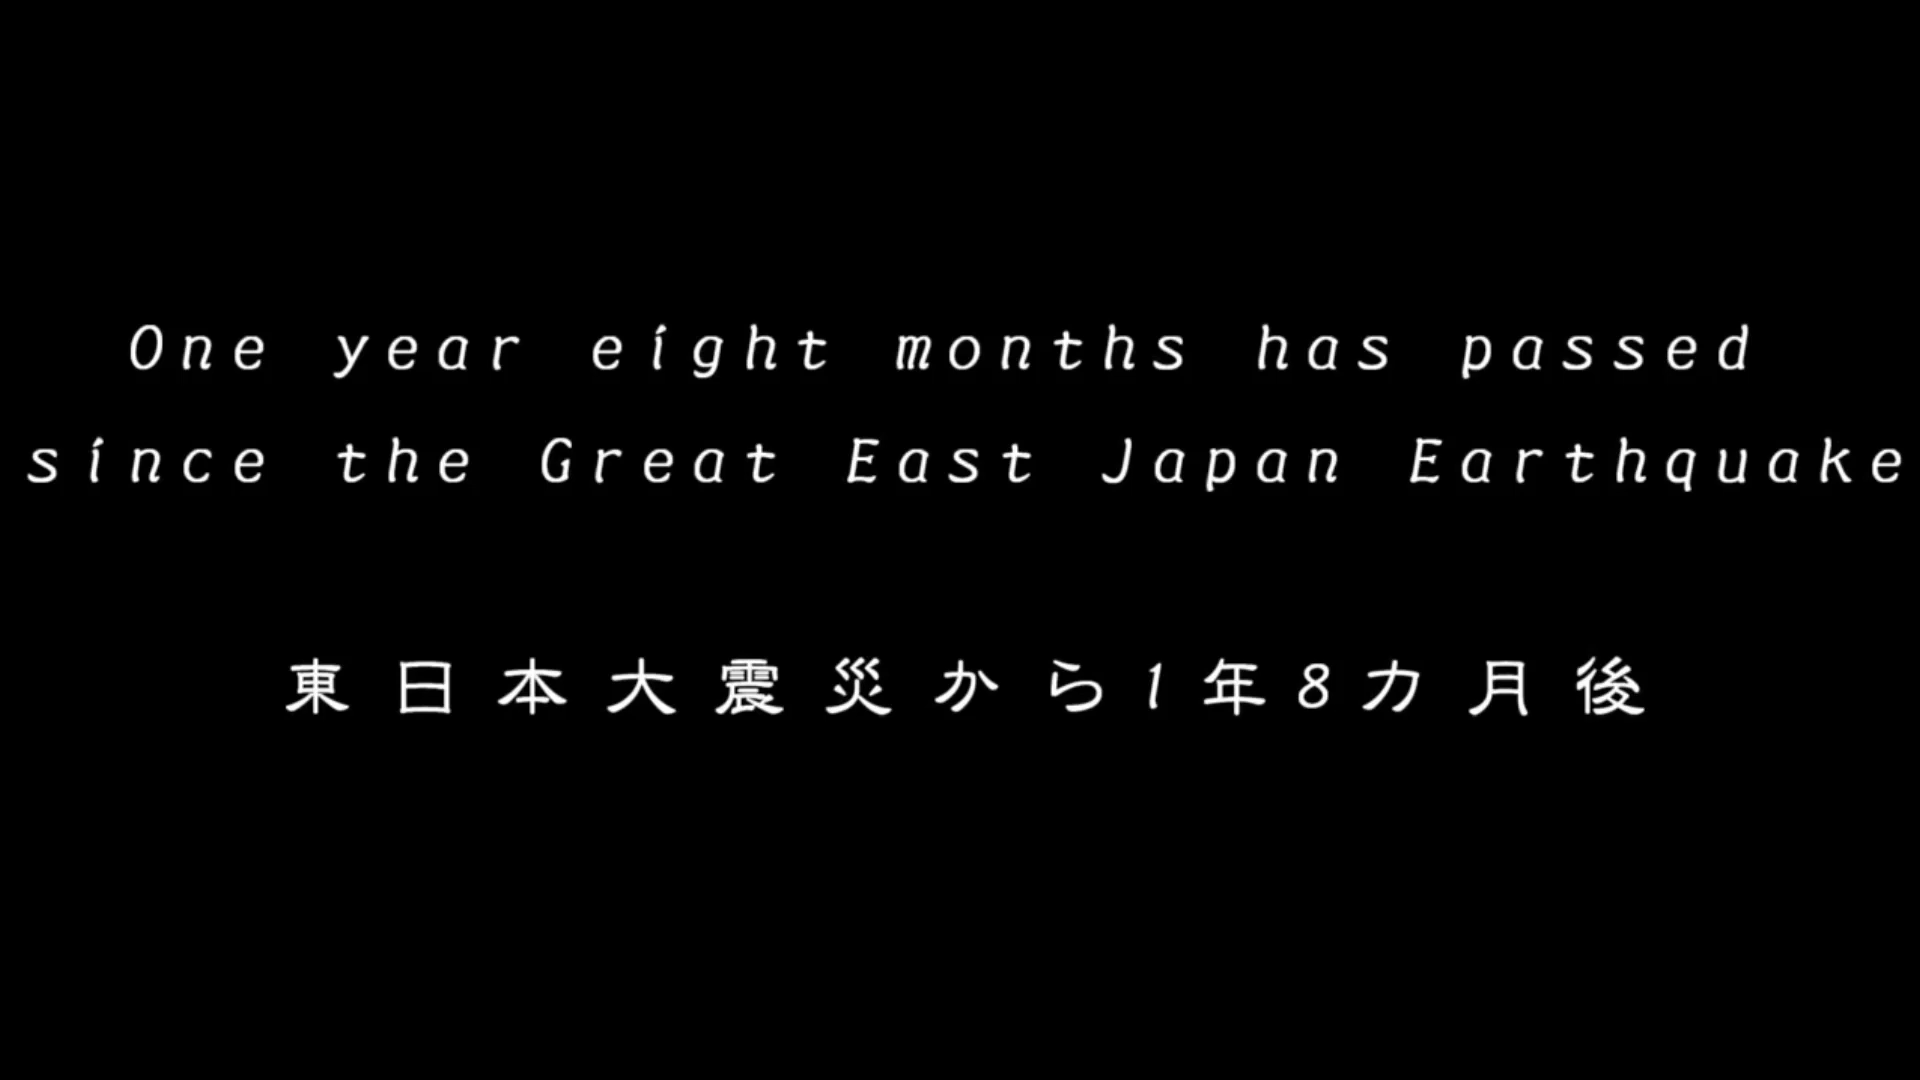 One year eight months has passed
since the Great East Japan Earthquake
東日本大震災から1年8カ月後